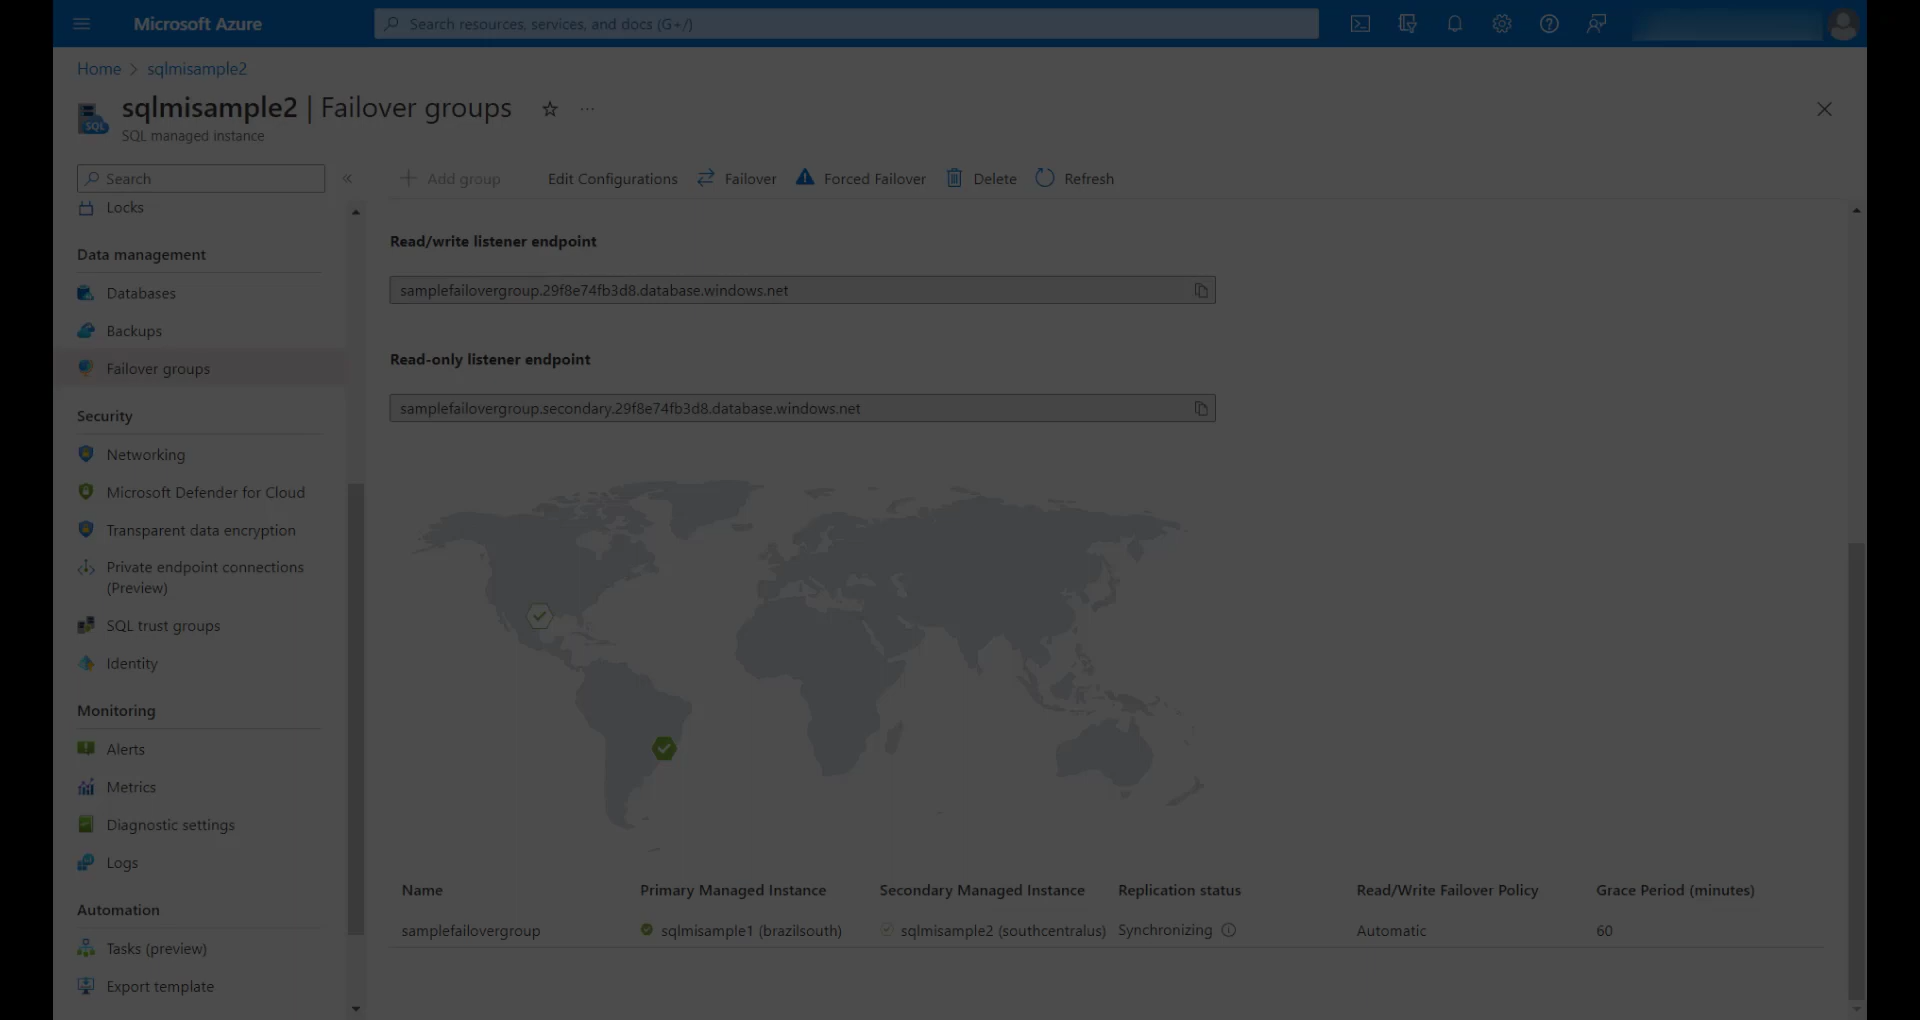 Microsoft Azure
Search resources, services, and docs (G+/)
Home > sqlmisample2
sqlmisample2 | Failover groups
SQL
SQL managed instance
Search
Add group
Edit Configurations
Failover
Forced Failover
Delete
Refresh
Locks
Data management
Databases
Backups
Failover groups
Security
Networking
Microsoft Defender for Cloud
Transparent data encryption
Private endpoint connections
(Preview)
SQL trust groups
Identity
Monitoring
Alerts
Metrics
Diagnostic settings
Logs
Automation
Tasks (preview)
Export template
Read/write listener endpoint
samplefailovergroup.29f8e74fb3d8.database.windows.net
Read-only listener endpoint
samplefailovergroup.secondary.29f8e74fb3d8.database.windows.net
Name Primary Managed Instance Secondary Managed Instance Replication status Read/Write Failover Policy Grace Period (minutes)
samplefailovergroup sqlmisample1 (brazilsouth) sqlmisample2 (southcentralus) Synchronizing Automatic 60